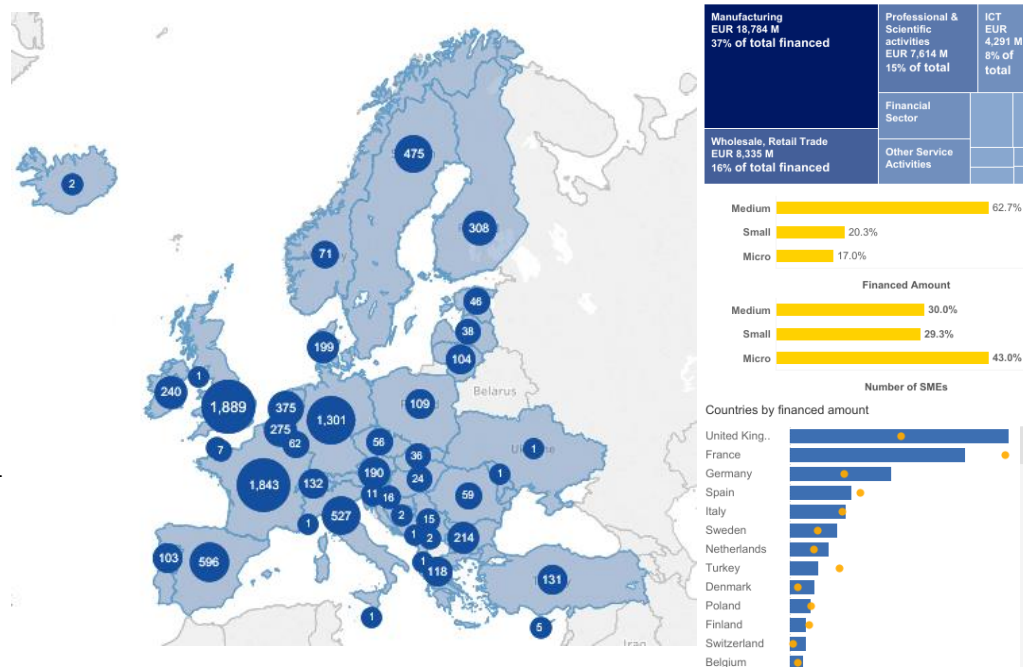 Manufacturing
EUR 18,784 M
37% of total financed
Professional &
Scientific
activities
EUR 7,614 M
15% of total
ICT
EUR
4,291 M
8% of
total
Financial
Sector
Wholesale, Retail Trade
EUR 8,335 M
16% of total financed
Other Service
Activities
Medium 62.7%
Small 20.3%
Micro 17.0%
Financed Amount
Medium 30.0%
Small 29.3%
Micro 43.0%
Number of SMEs
Countries by financed amount
United King..
France
Germany
Spain
Italy
Sweden
Netherlands
Turkey
Denmark
Poland
Finland
Switzerland
Belgium
475
2
308
71
46
38
199
104
1
Belarus
240
1,889
375
1,301
109
275
62
56
1
7
36
190
24
1
1,843
132
11
16
59
1
527
2
15
1
2
214
103
596
1
118
131
1
5
Iran